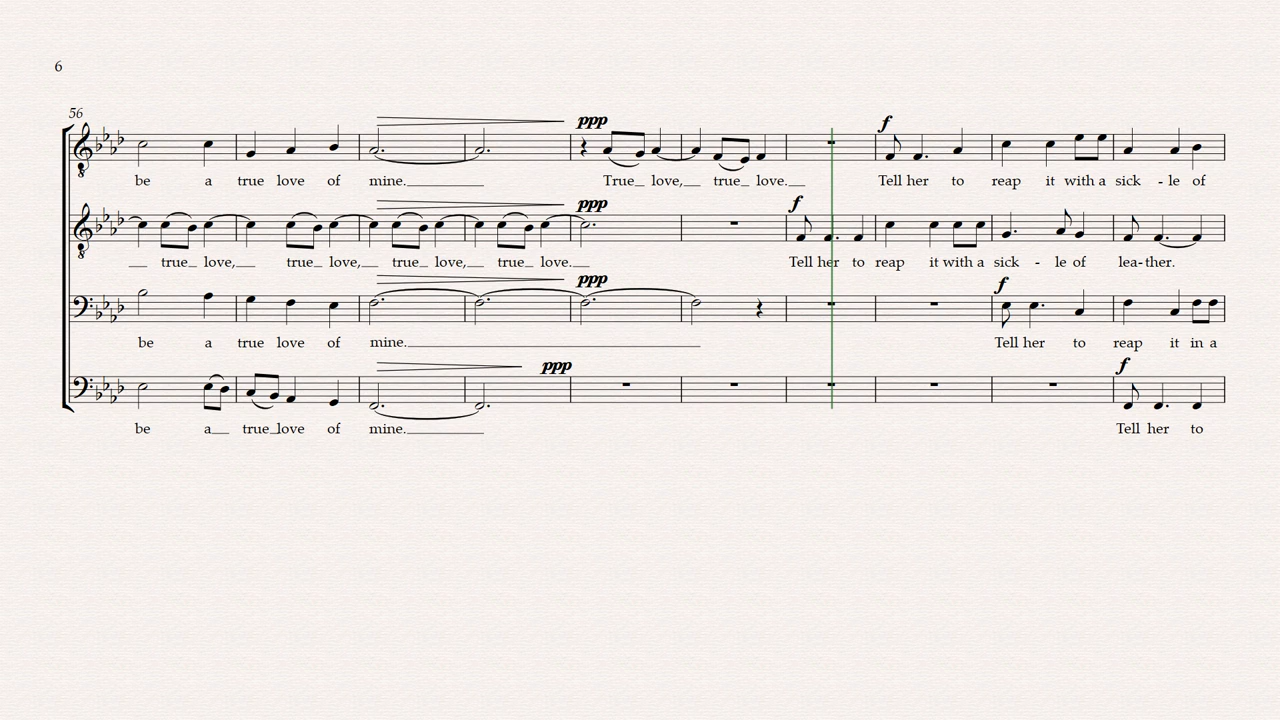 6
56
ppp f
be a true love of mine. True love, true love. Tell her to reap it with a sick - le of
ppp f
true love, true love, true love, true love. Tell her to reap it with a sick - le of lea- ther.
ppp f
be a true love of mine. Tell her to reap it in a
ppp f
be a true love of mine. Tell her to